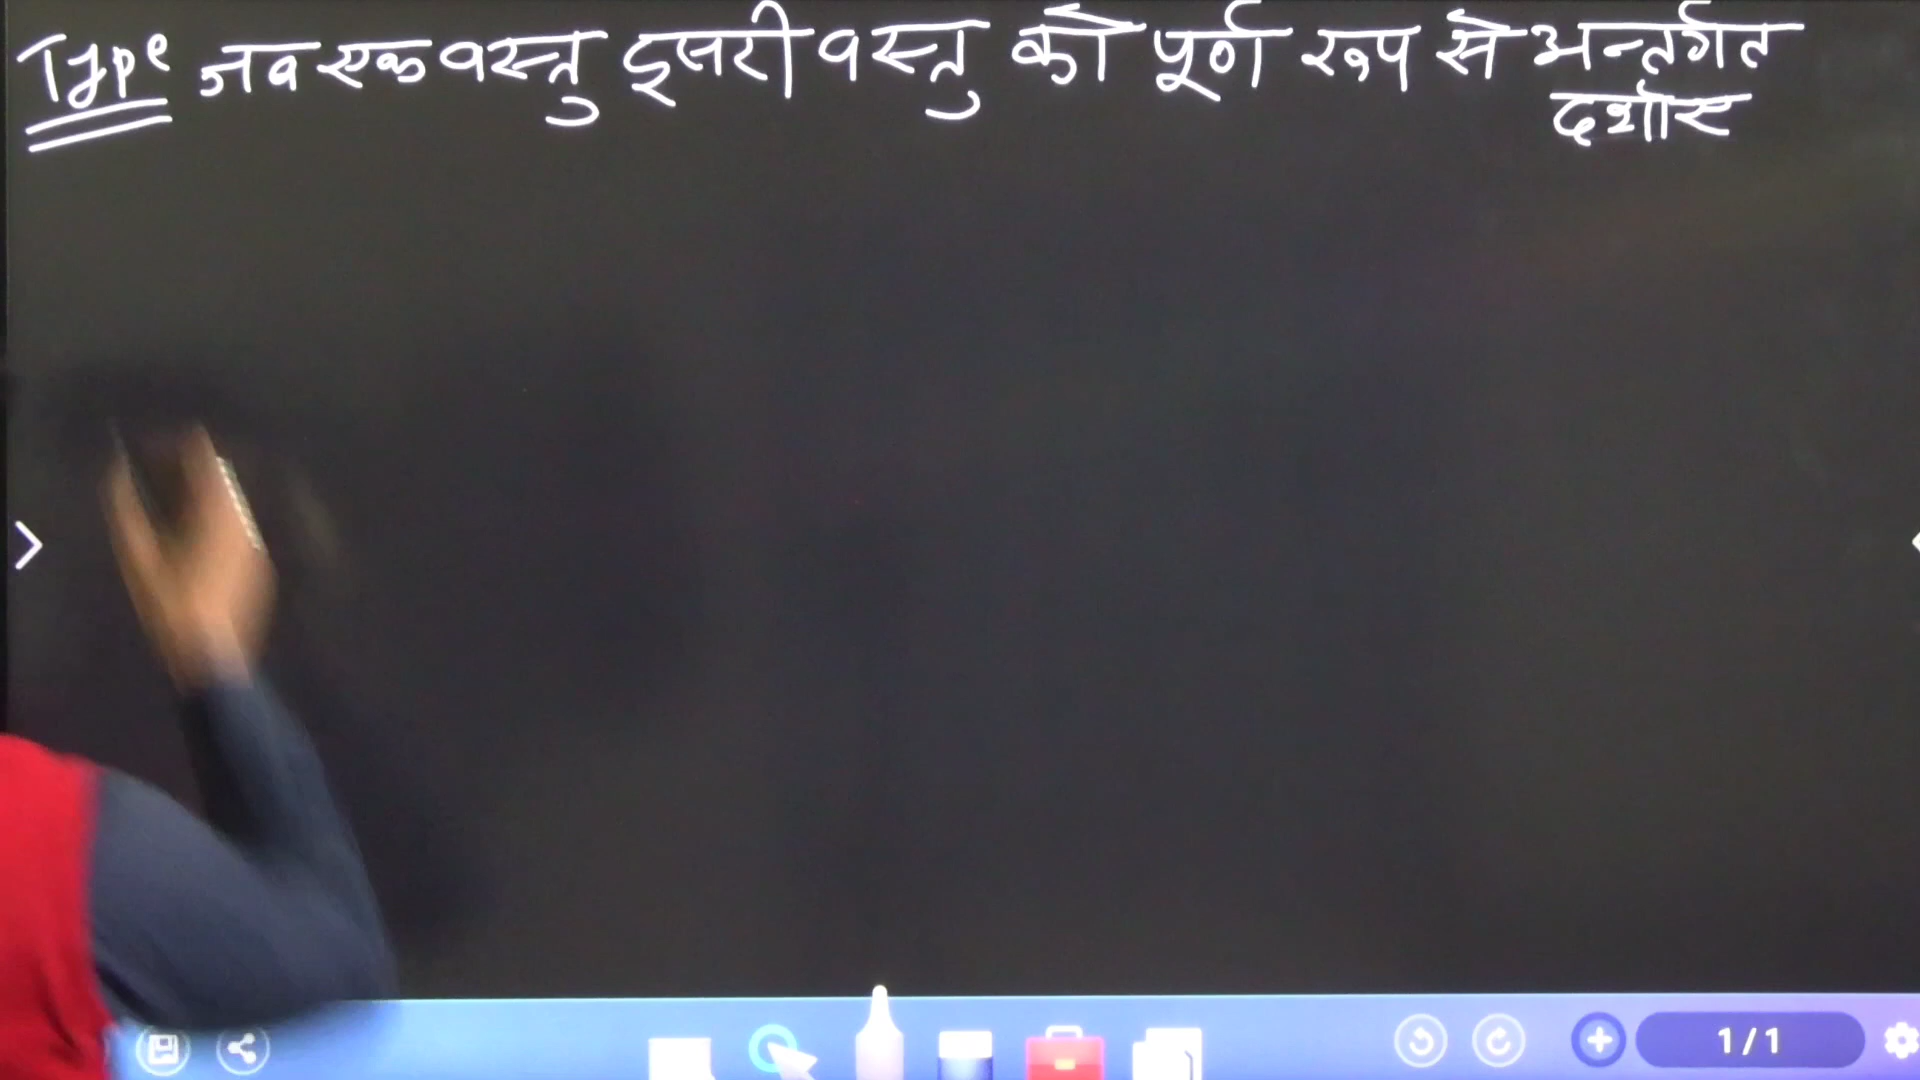 Type जब एक वस्तु दुसरी वस्तु को पूर्ण रूप से अन्तर्गत
दर्शाए
1/1